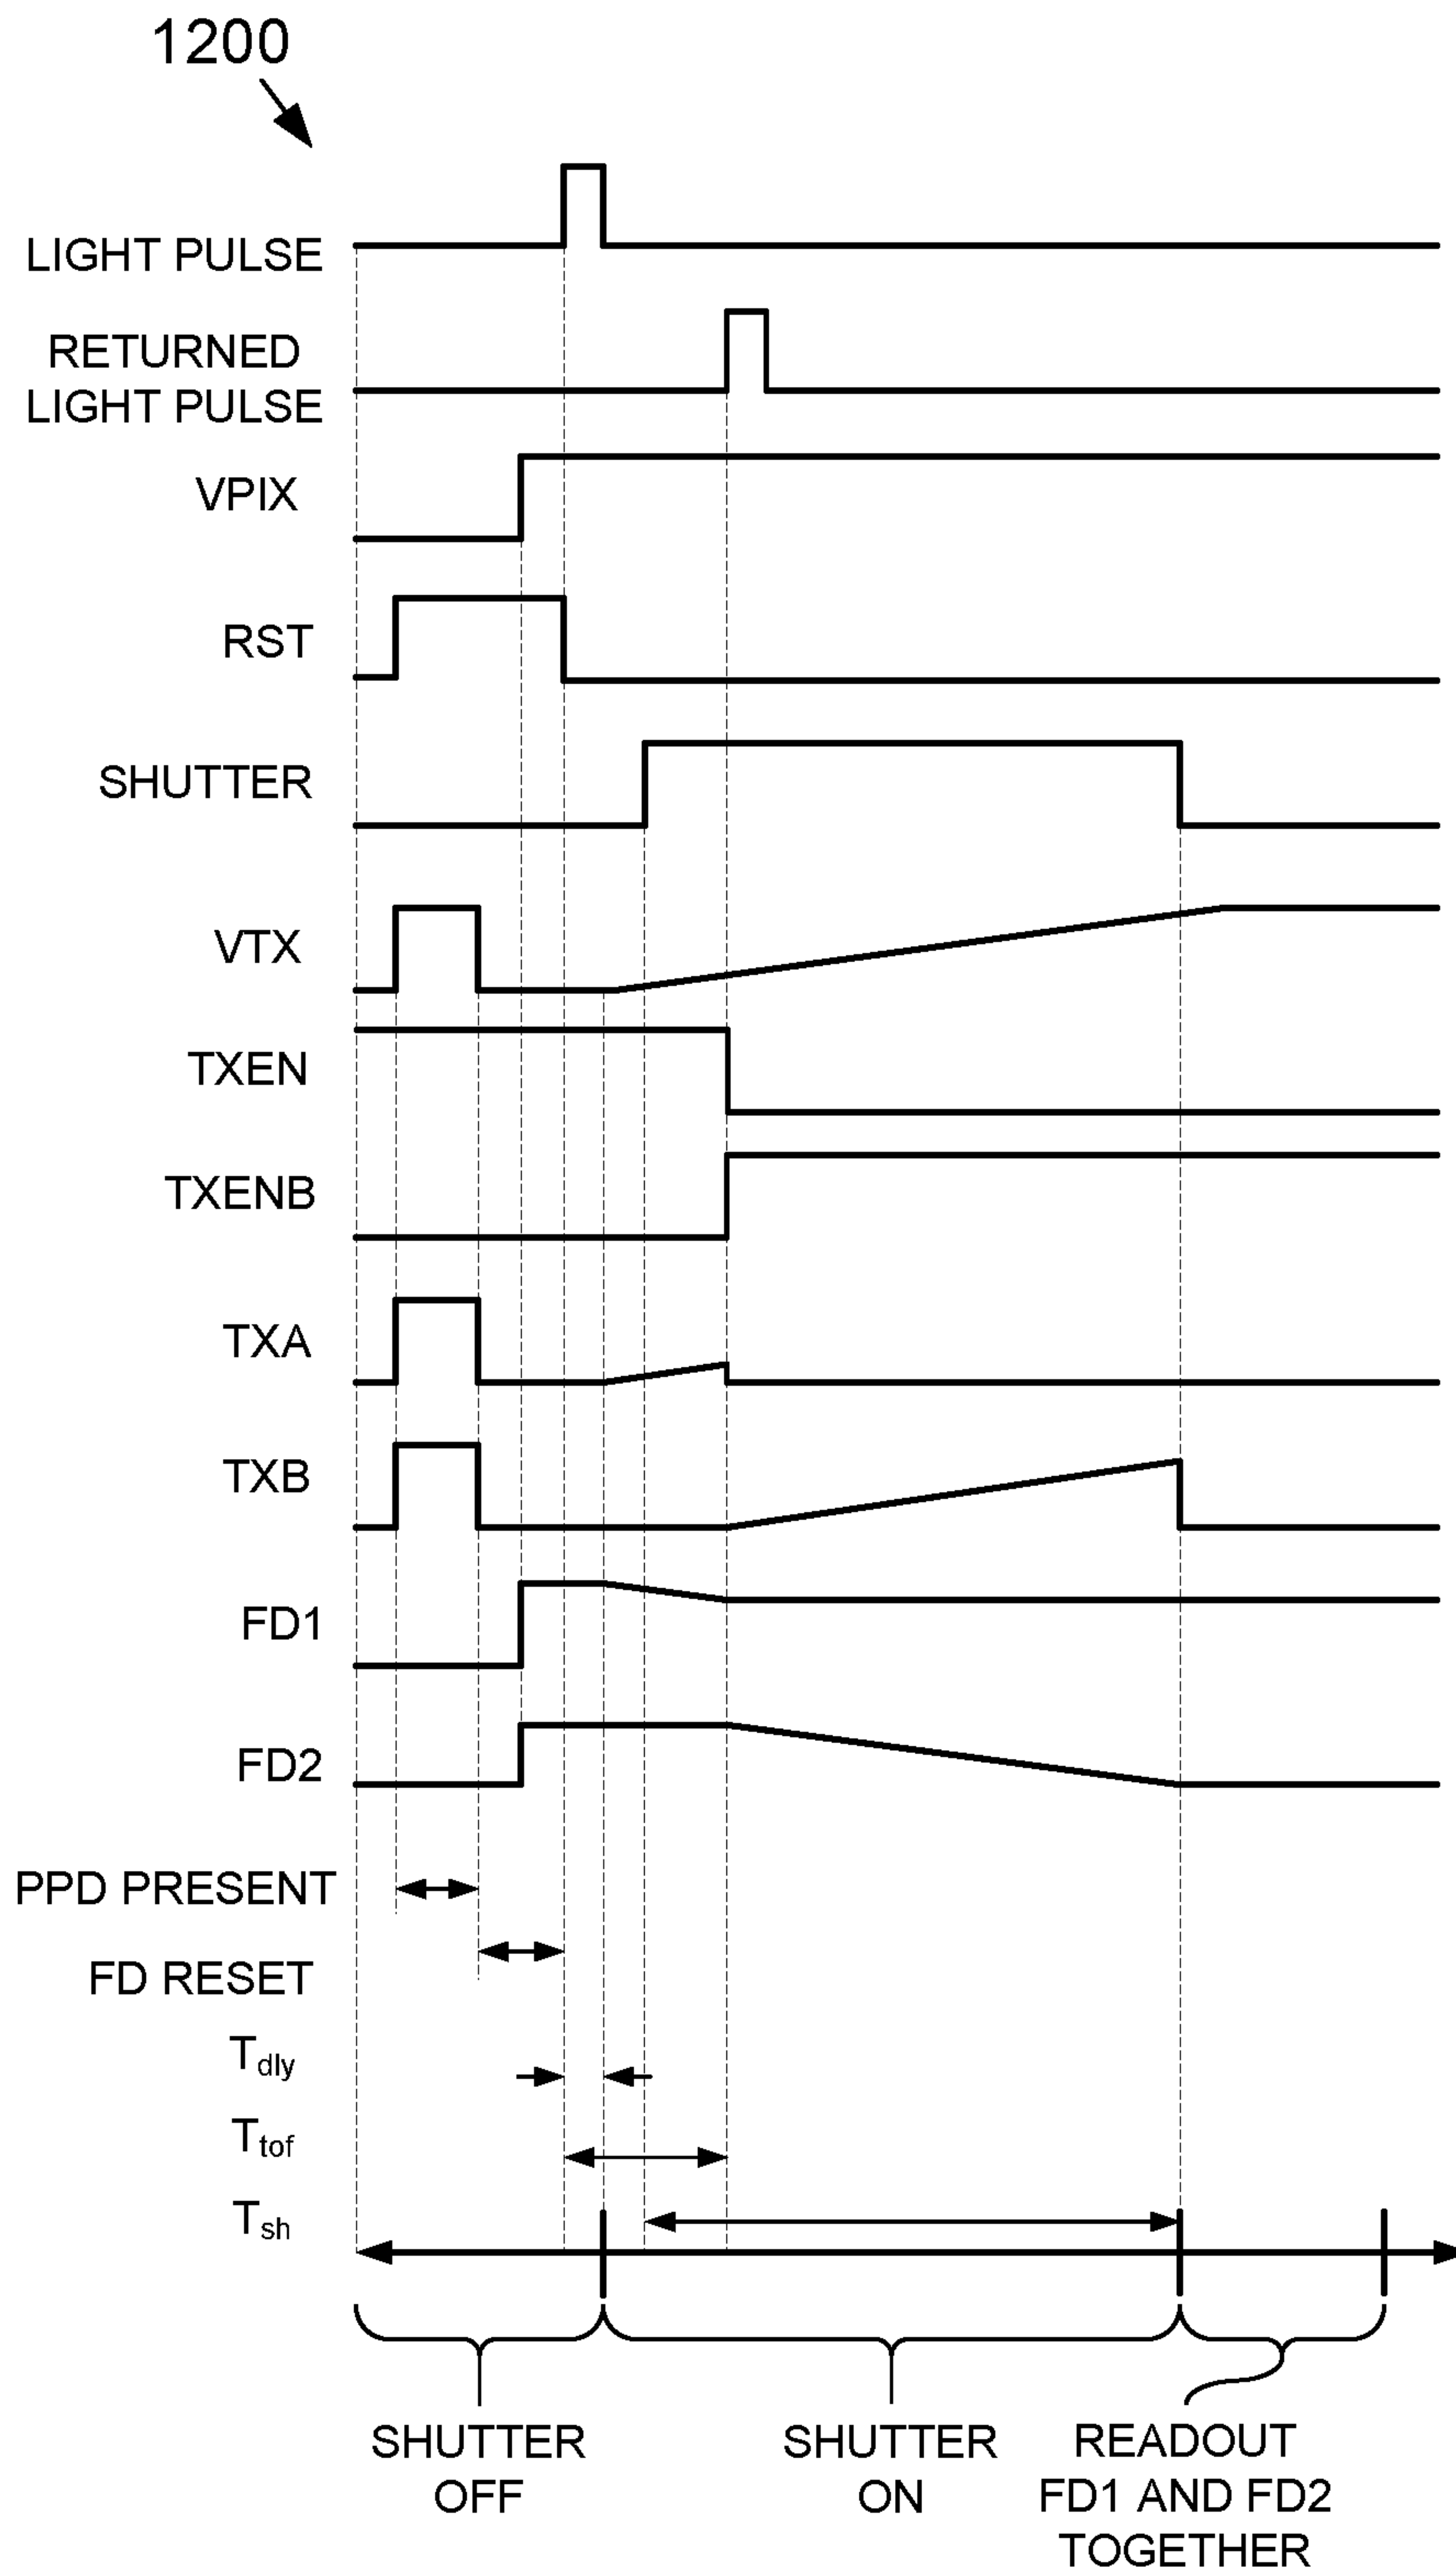 1200
LIGHT PULSE
RETURNED
LIGHT PULSE
VPIX
RST
SHUTTER
VTX
TXEN
TXENB
TXA
TXB
FD1
FD2
PPD PRESENT
FD RESET
Tdly
Ttof
Tsh
SHUTTER
OFF
SHUTTER
ON
READOUT
FD1 AND FD2
TOGETHER